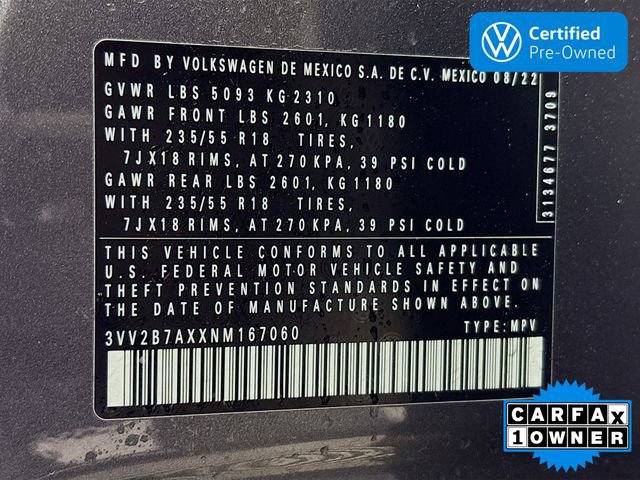 Certified
Pre-Owned
MFD BY VOLKSWAGEN DE MEXICO S.A. DE C.V. MEXICO 08/22
GVWR LBS 5093 KG 2310
GAWR FRONT LBS 2601, KG 1180
WITH 235/55 R18 TIRES,
7JX18 RIMS, AT 270 KPA, 39 PSI COLD
GAWR REAR LBS 2601, KG 1180
WITH 235/55 R18 TIRES,
7JX18 RIMS, AT 270 KPA, 39 PSI COLD
3134677 3709
THIS VEHICLE CONFORMS TO ALL APPLICABLE
U.S. FEDERAL MOTOR VEHICLE SAFETY AND
THEFT PREVENTION STANDARDS IN EFFECT ON
THE DATE OF MANUFACTURE SHOWN ABOVE.
3VV2B7AXXNM167060 TYPE: MPV
CARFAX
1 OWNER